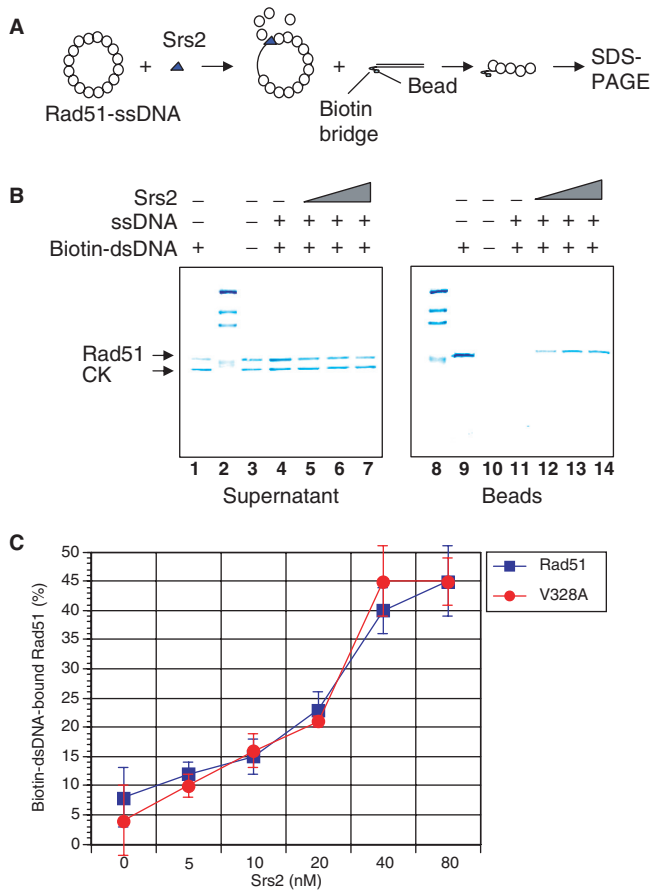 A
Srs2
+
+
SDS-
PAGE
Bead
Biotin
bridge
Rad51-ssDNA
B
Srs2 – – – – –
ssDNA – – + + + + – – + + + +
Biotin-dsDNA + – + + + + + – + + + +
Rad51
CK
1 2 3 4 5 6 7 8 9 10 11 12 13 14
Supernatant Beads
C
Biotin-dsDNA-bound Rad51 (%)
50
45
40
35
30
25
20
15
10
5
0
0 5 10 20 40 80
Srs2 (nM)
Rad51
V328A